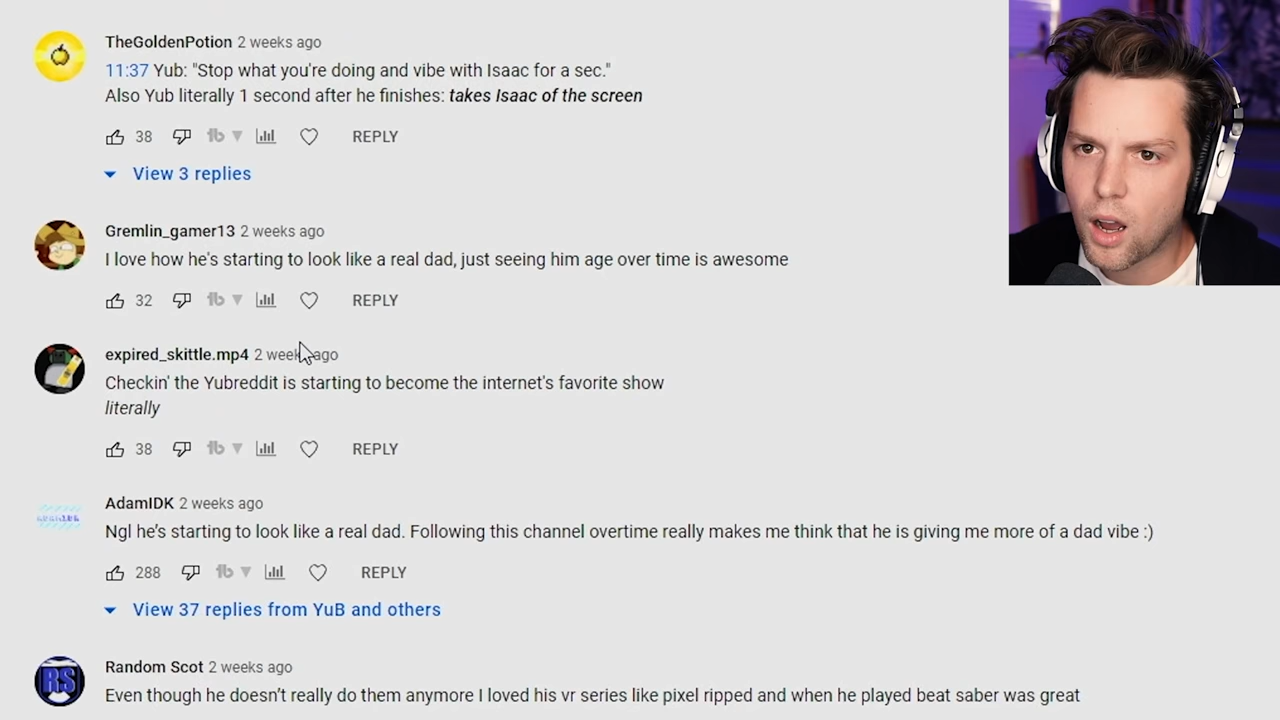 TheGoldenPotion 2 weeks ago
11:37 Yub: "Stop what you're doing and vibe with Isaac for a sec."
Also Yub literally 1 second after he finishes: takes Isaac of the screen
38 REPLY
View 3 replies
Gremlin_gamer13 2 weeks ago
I love how he's starting to look like a real dad, just seeing him age over time is awesome
32 REPLY
expired_skittle.mp4 2 weeks ago
Checkin' the Yubreddit is starting to become the internet's favorite show
literally
38 REPLY
AdamIDK 2 weeks ago
Ngl he’s starting to look like a real dad. Following this channel overtime really makes me think that he is giving me more of a dad vibe :)
288 REPLY
View 37 replies from YuB and others
Random Scot 2 weeks ago
RS
Even though he doesn’t really do them anymore I loved his vr series like pixel ripped and when he played beat saber was great